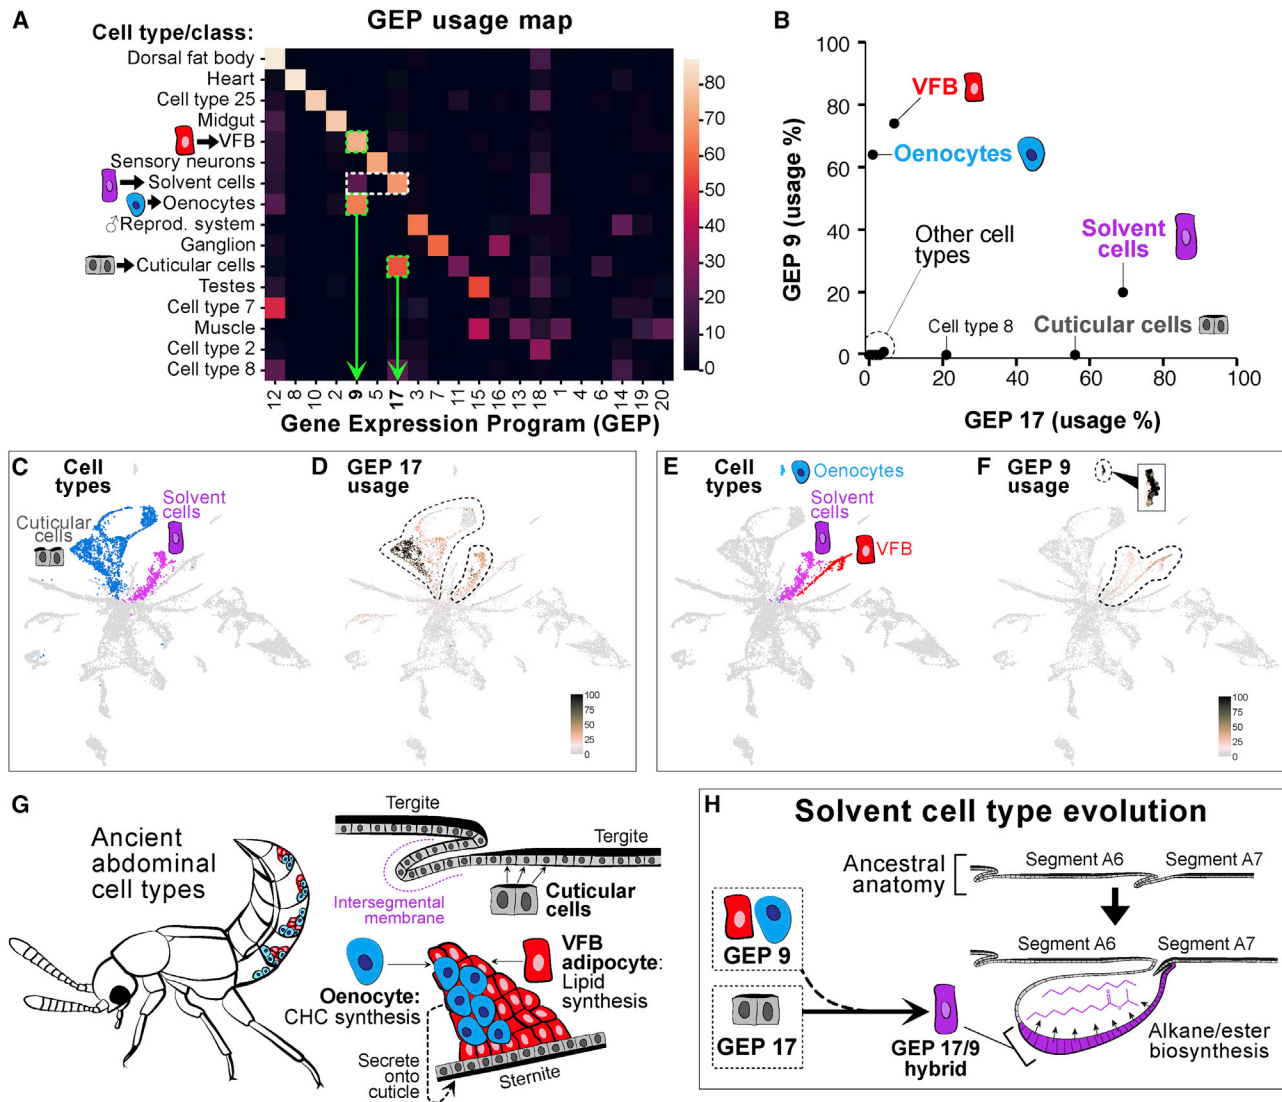 A
GEP usage map
Cell type/class:
Dorsal fat body
Heart
Cell type 25
Midgut
VFB
Sensory neurons
Solvent cells
Oenocytes
♂Reprod. system
Ganglion
Cuticular cells
Testes
Cell type 7
Muscle
Cell type 2
Cell type 8
12 8 10 2 9 5 17 3 7 11 15 16 13 18 1 4 6 14 19 20
Gene Expression Program (GEP)
80
70
60
50
40
30
20
10
0
B
GEP 9 (usage %)
100
80
60
40
20
0
VFB
Oenocytes
Solvent
cells
Other cell
types
Cell type 8
Cuticular cells
0 20 40 60 80 100
GEP 17 (usage %)
C
Cell
types
Solvent
cells
Cuticular
cells
D
GEP 17
usage
100
75
50
25
0
E
Cell
types
Oenocytes
Solvent
cells
VFB
F
GEP 9
usage
100
75
50
25
0
G
Ancient
abdominal
cell types
Tergite
Tergite
Intersegmental
membrane
Cuticular
cells
Oenocyte:
CHC synthesis
VFB
adipocyte:
Lipid
synthesis
Secrete
onto
cuticle
Sternite
H
Solvent cell type evolution
Ancestral
anatomy
Segment A6
Segment A7
Segment A6
Segment A7
GEP 9
GEP 17
GEP 17/9
hybrid
Alkane/ester
biosynthesis